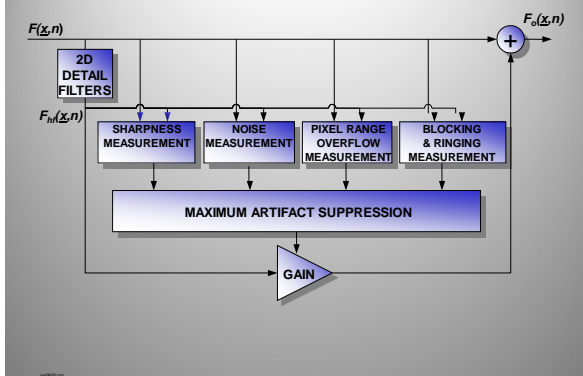 F(x,n)
Fo(x,n)
+
2D
DETAIL
FILTERS
Fhf(x,n)
SHARPNESS
MEASUREMENT
NOISE
MEASUREMENT
PIXEL RANGE
OVERFLOW
MEASUREMENT
BLOCKING
& RINGING
MEASUREMENT
MAXIMUM ARTIFACT SUPPRESSION
GAIN